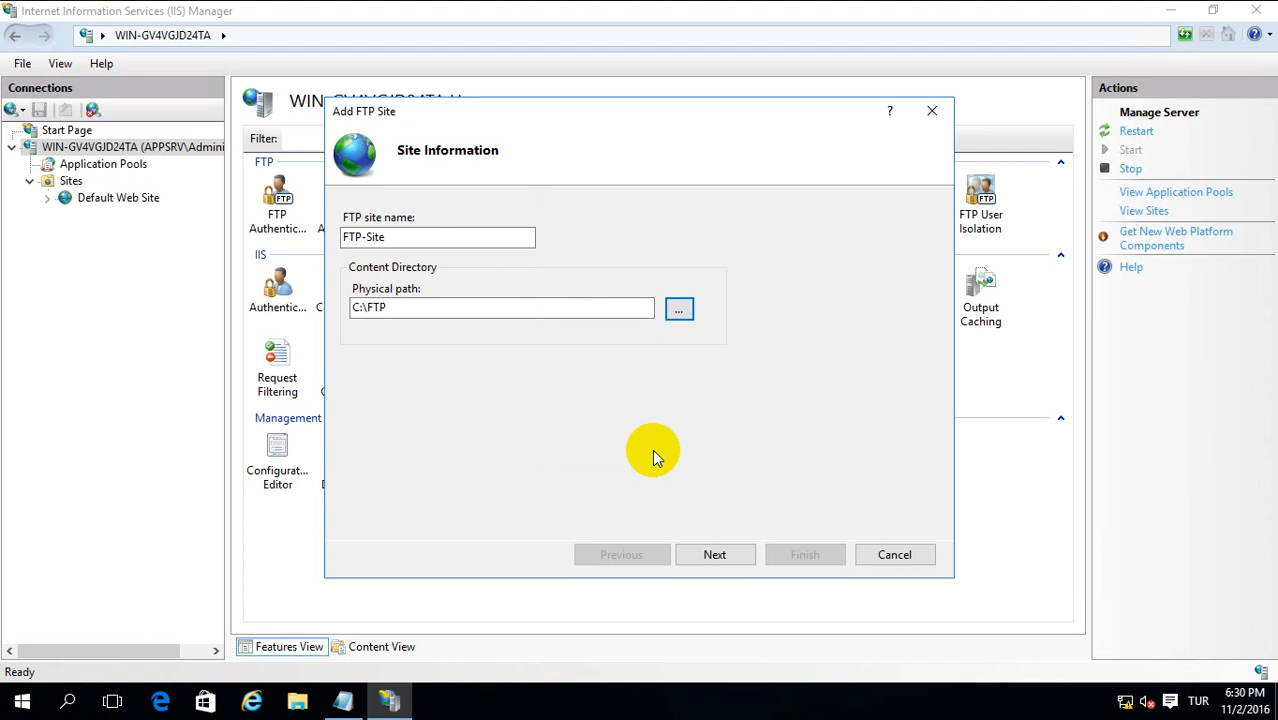 Internet Information Services (IIS) Manager
WIN-GV4VGJD24TA
File View Help
Connections
Start Page
WIN-GV4VGJD24TA (APPSRV\Admini
Application Pools
Sites
Default Web Site
Filter:
FTP
FTP
Authentic...
IIS
Authentic...
Request
Filtering
Management
Configurat...
Editor
Add FTP Site
?
Site Information
FTP site name:
FTP-Site
Content Directory
Physical path:
C:\FTP
...
Previous Next Finish Cancel
FTP
FTP User
Isolation
Output
Caching
Actions
Manage Server
Restart
Start
Stop
View Application Pools
View Sites
Get New Web Platform
Components
Help
Features View Content View
Ready
TUR
6:30 PM
11/2/2016